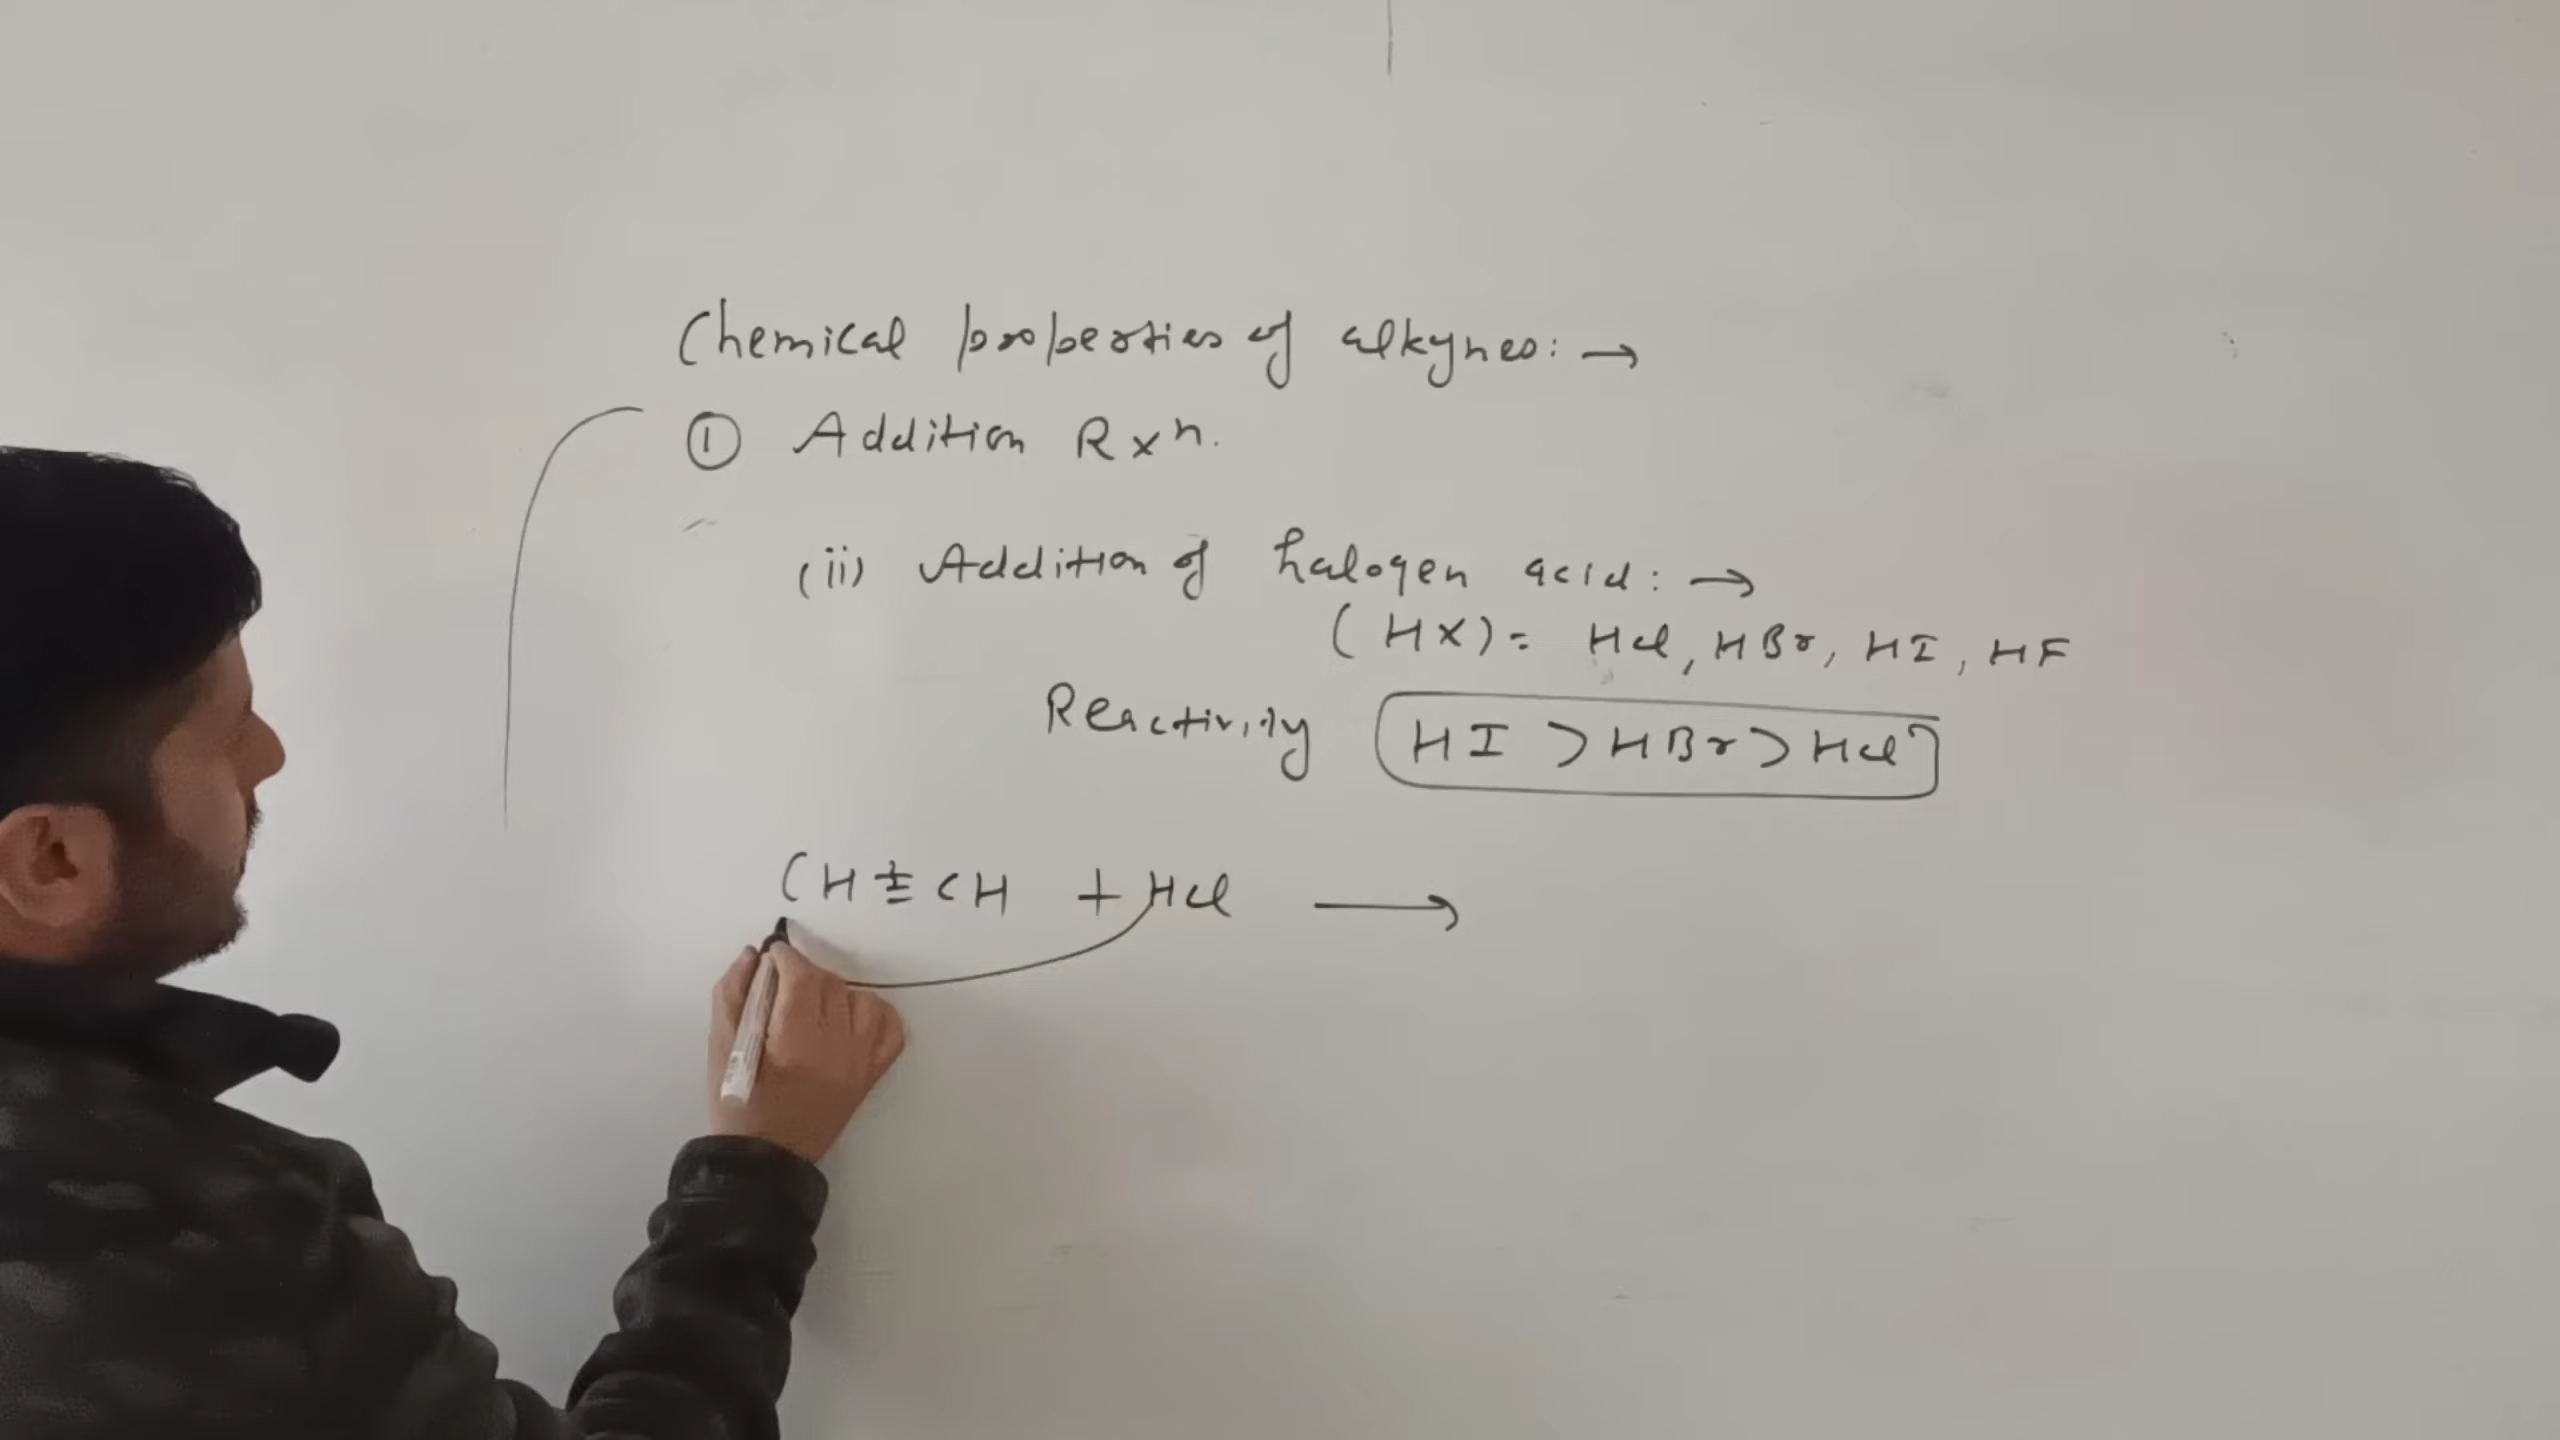 Chemical properties of alkynes: →
① Addition Rxn.
(ii) Addition of halogen acid: →
(HX) = HCl, HBr, HI, HF
Reactivity HI > HBr > HCl
CH≡CH + HCl ⟶